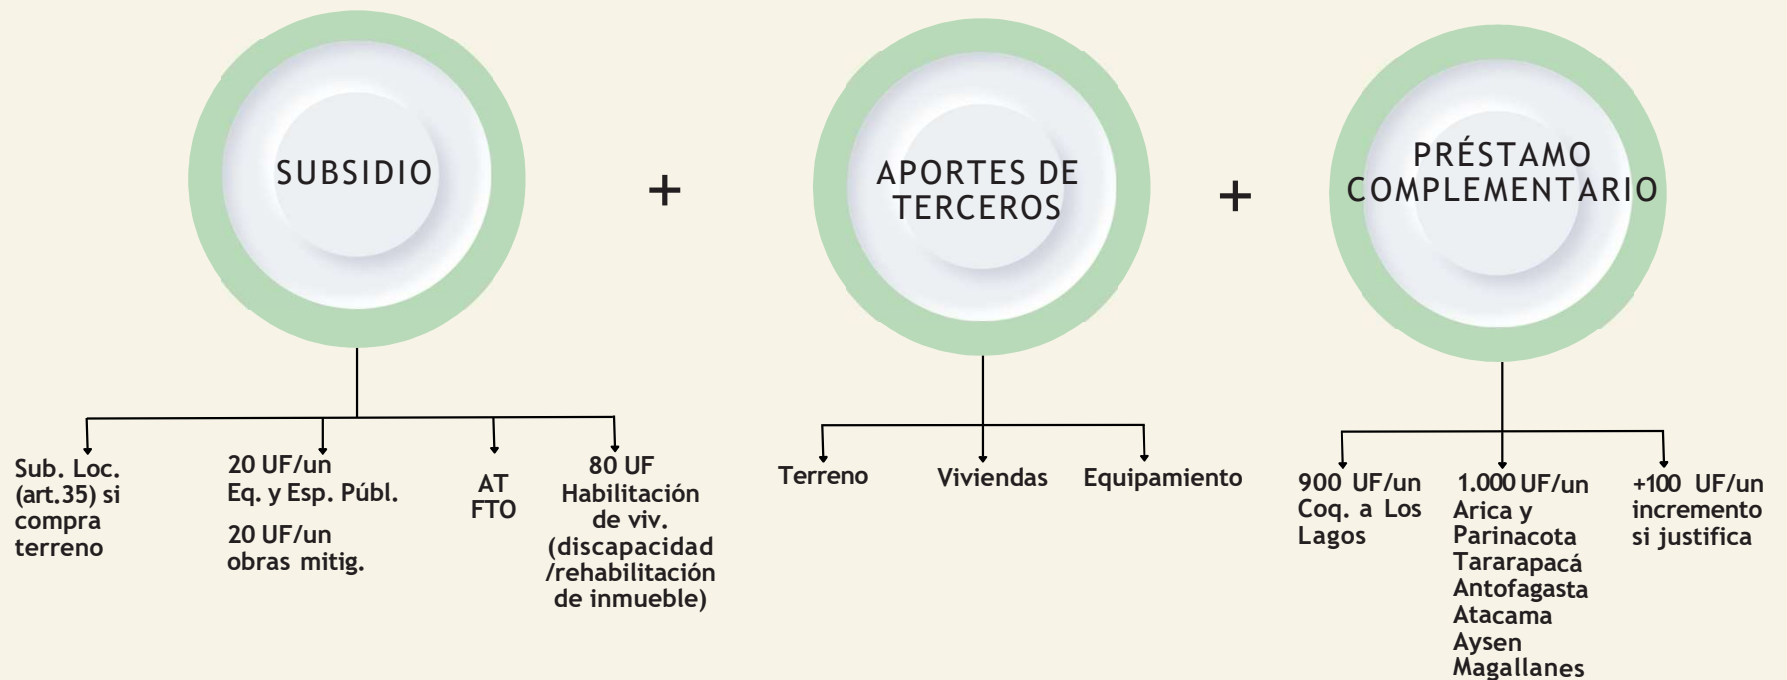 SUBSIDIO
+
APORTES DE
TERCEROS
+
PRÉSTAMO
COMPLEMENTARIO
Sub. Loc.
(art.35) si
compra
terreno
20 UF/un
Eq. y Esp. Públ.
20 UF/un
obras mitig.
AT
FTO
80 UF
Habilitación
de viv.
(discapacidad
/rehabilitación
de inmueble)
Terreno
Viviendas
Equipamiento
900 UF/un
Coq. a Los
Lagos
1.000 UF/un
Arica y
Parinacota
Tararapacá
Antofagasta
Atacama
Aysen
Magallanes
+100 UF/un
incremento
si justifica